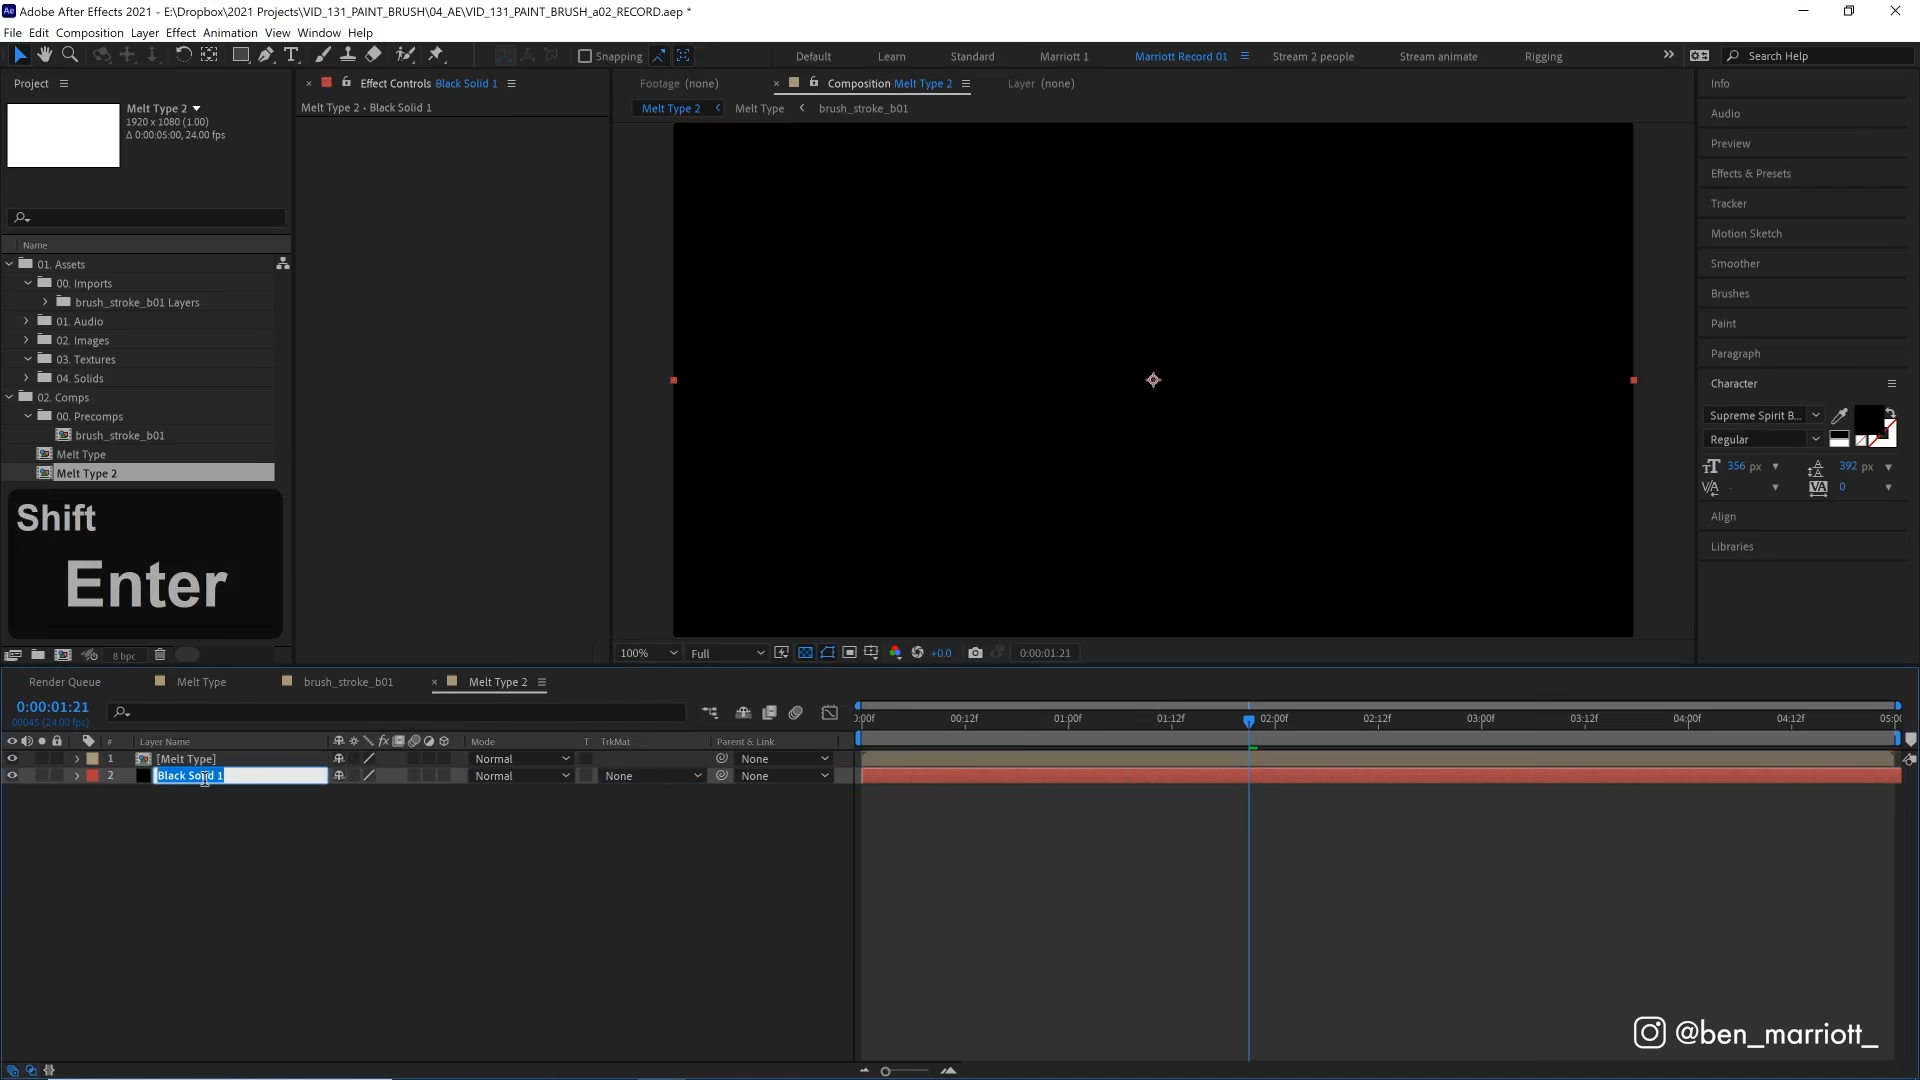 Adobe After Effects 2021 - E:\Dropbox\2021 Projects\VID_131_PAINT_BRUSH\04_AE\VID_131_PAINT_BRUSH_a02_RECORD.aep *
File Edit Composition Layer Effect Animation View Window Help
Snapping
Default Learn Standard Marriott 1 Marriott Record 01 Stream 2 people Stream animate Rigging
Search Help
Project
Melt Type 2
1920 x 1080 (1.00)
Δ 0:00:05:00, 24.00 fps
Name
01. Assets
00. Imports
brush_stroke_b01 Layers
01. Audio
02. Images
03. Textures
04. Solids
02. Comps
00. Precomps
brush_stroke_b01
Melt Type
Melt Type 2
Shift
Enter
8 bpc
Effect Controls Black Solid 1
Melt Type 2 • Black Solid 1
Footage (none) Composition Melt Type 2 Layer (none)
Melt Type 2 Melt Type brush_stroke_b01
100% Full +0.0 0:00:01:21
Info
Audio
Preview
Effects & Presets
Tracker
Motion Sketch
Smoother
Brushes
Paint
Paragraph
Character
Supreme Spirit B...
Regular
356 px 392 px
0
Align
Libraries
Render Queue Melt Type brush_stroke_b01 Melt Type 2
0:00:01:21
00045 (24.00 fps)
:00f 00:12f 01:00f 01:12f 02:00f 02:12f 03:00f 03:12f 04:00f 04:12f 05:00
# Layer Name Mode T TrkMat Parent & Link
1 [Melt Type] Normal None
2 Black Solid 1 Normal None None
@ben_marriott_